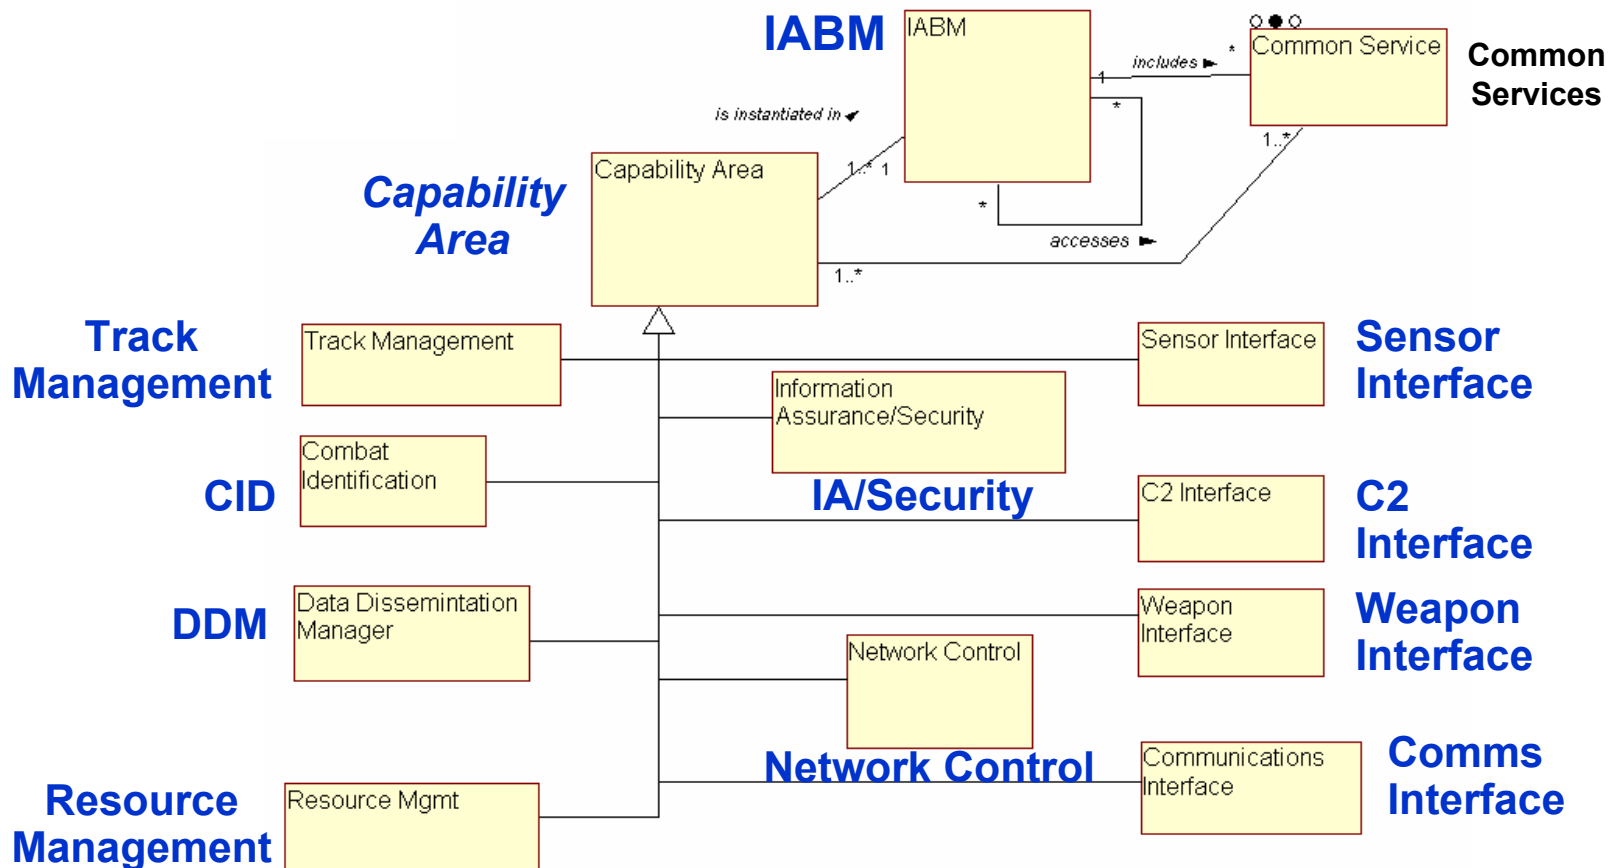 IABM
IABM
Common Service
Common
Services
includes ►
*
1
*
is instantiated in
1..* 1
1..*
Capability Area
Capability
Area
*
accesses ►
1..*
Track
Management
Track Management
Sensor Interface
Sensor
Interface
Information
Assurance/Security
IA/Security
CID
Combat
Identification
C2 Interface
C2
Interface
DDM
Data Dissemintation
Manager
Weapon
Interface
Weapon
Interface
Network Control
Network Control
Communications
Interface
Comms
Interface
Resource
Management
Resource Mgmt